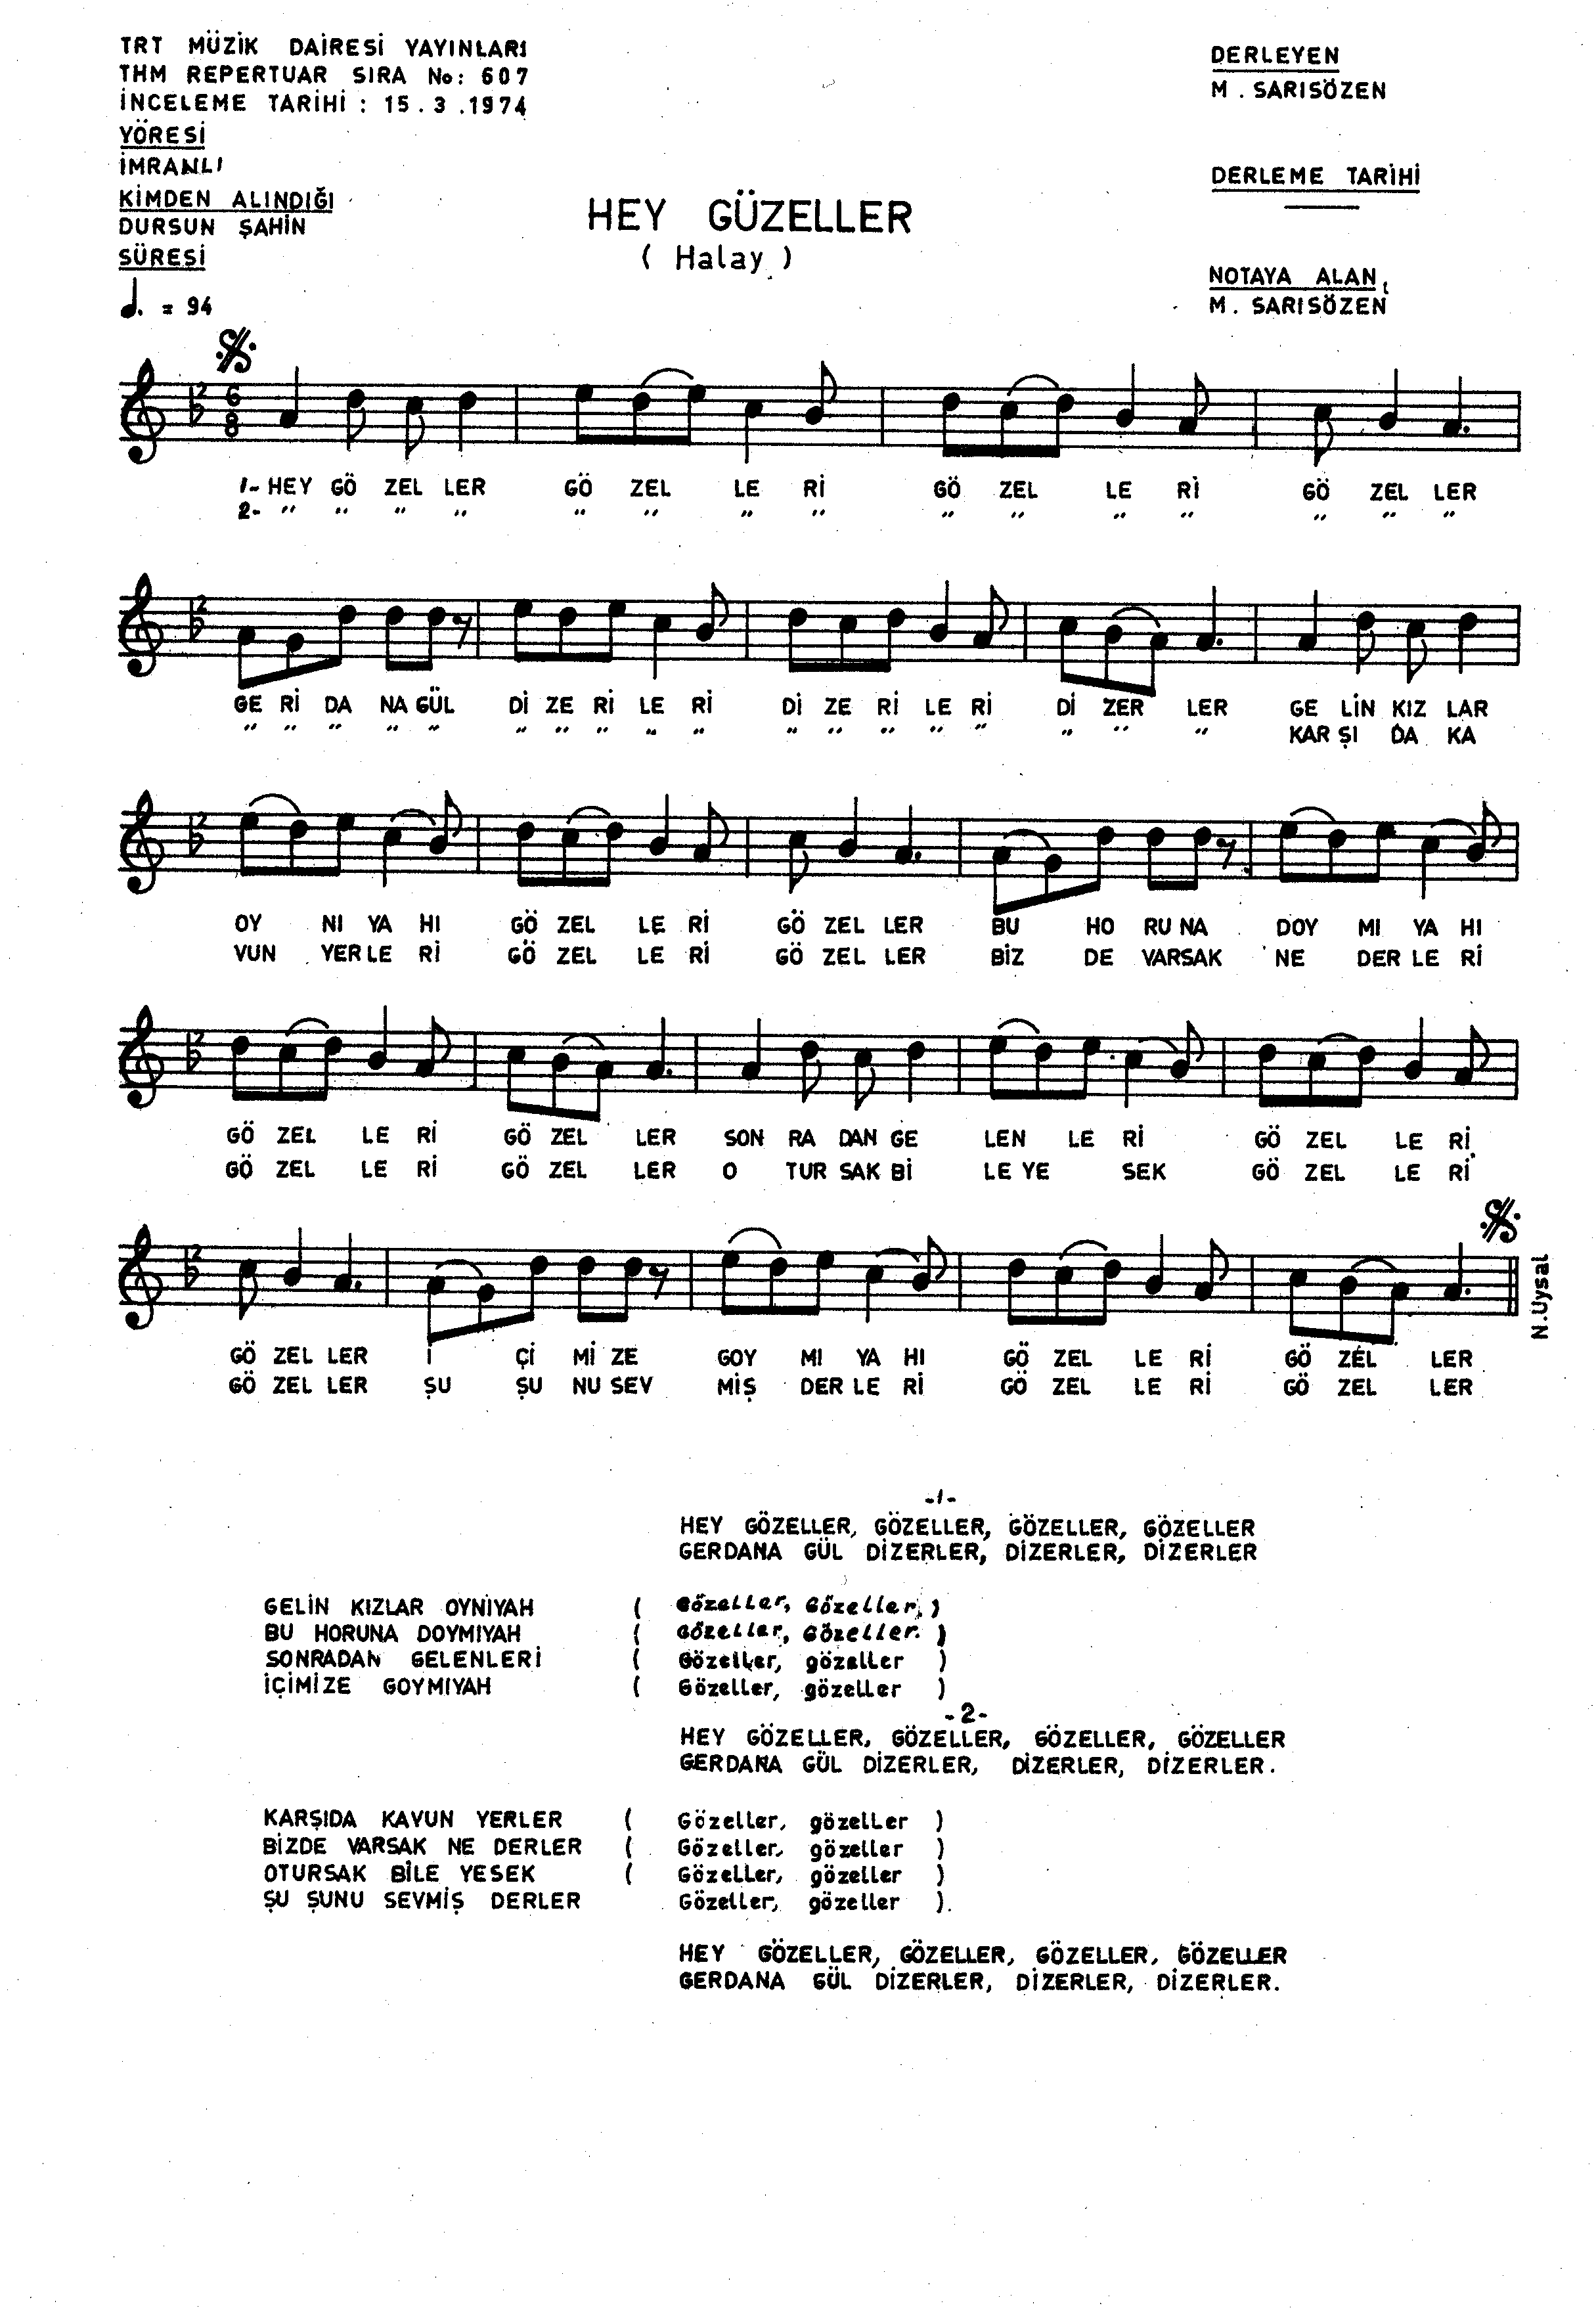 TRT MÜZİK DAİRESİ YAYINLARI
THM REPERTUAR SIRA No: 607
İNCELEME TARİHİ : 15.3.1974
YÖRESİ
İMRANLI
KİMDEN ALINDIĞI
DURSUN ŞAHİN
SÜRESİ
♩. = 94
DERLEYEN
M. SARISÖZEN
DERLEME TARİHİ
NOTAYA ALAN
M. SARISÖZEN
HEY GÜZELLER
( Halay )
6
8
1- HEY GÖ ZEL LER GÖ ZEL LE Rİ GÖ ZEL LE Rİ GÖ ZEL LER
2- " " " " " " " " " " " " " " "
GE Rİ DA NA GÜL Dİ ZE Rİ LE Rİ Dİ ZE Rİ LE Rİ Dİ ZER LER GE LİN KIZ LAR
" " " " " " " " " " " " " " " " " " KAR ŞI DA KA
OY NI YA HI GÖ ZEL LE Rİ GÖ ZEL LER BU HO RU NA DOY MI YA HI
VUN YER LE Rİ GÖ ZEL LE Rİ GÖ ZEL LER BİZ DE VARSAK NE DER LE Rİ
GÖ ZEL LE Rİ GÖ ZEL LER SON RA DAN GE LEN LE Rİ GÖ ZEL LE Rİ
GÖ ZEL LE Rİ GÖ ZEL LER O TUR SAK Bİ LE YE SEK GÖ ZEL LE Rİ
GÖ ZEL LER İ Çİ Mİ ZE GOY MI YA HI GÖ ZEL LE Rİ GÖ ZEL LER
GÖ ZEL LER ŞU ŞU NU SEV MİŞ DER LE Rİ GÖ ZEL LE Rİ GÖ ZEL LER
N.Uysal
-1-
HEY GÖZELLER, GÖZELLER, GÖZELLER, GÖZELLER
GERDANA GÜL DİZERLER, DİZERLER, DİZERLER
GELİN KIZLAR OYNİYAH ( Gözeller, Gözeller, )
BU HORUNA DOYMIYAH ( Gözeller, Gözeller. )
SONRADAN GELENLERİ ( Gözeller, gözeller )
İÇİMİZE GOYMIYAH ( Gözeller, gözeller )
-2-
HEY GÖZELLER, GÖZELLER, GÖZELLER, GÖZELLER
GERDANA GÜL DİZERLER, DİZERLER, DİZERLER.
KARŞIDA KAVUN YERLER ( Gözeller, gözeller )
BİZDE VARSAK NE DERLER ( Gözeller, gözeller )
OTURSAK BİLE YESEK ( Gözeller, gözeller )
ŞU ŞUNU SEVMİŞ DERLER Gözeller, gözeller ).
HEY GÖZELLER, GÖZELLER, GÖZELLER, GÖZELLER
GERDANA GÜL DİZERLER, DİZERLER, DİZERLER.